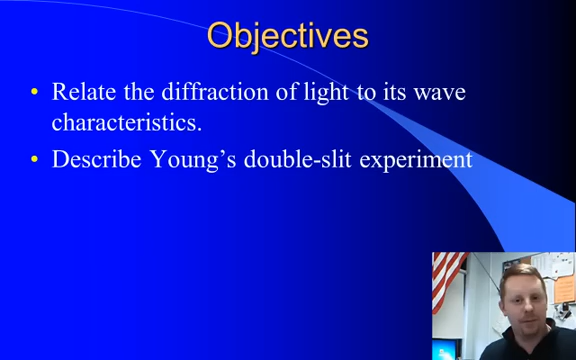 Objectives
• Relate the diffraction of light to its wave
characteristics.
• Describe Young's double-slit experiment